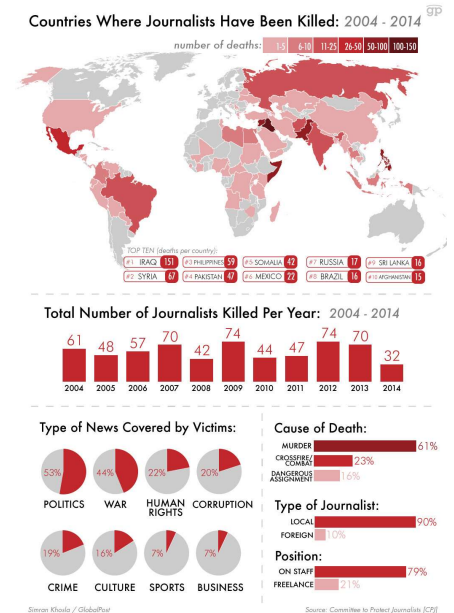 gp
Countries Where Journalists Have Been Killed: 2004 - 2014
number of deaths: 1-5 6-10 11-25 26-50 50-100 100-150
TOP TEN (deaths per country):
#1 IRAQ 151 #3 PHILIPPINES 59 #5 SOMALIA 42 #7 RUSSIA 17 #9 SRI LANKA 16
#2 SYRIA 67 #4 PAKISTAN 47 #6 MEXICO 22 #8 BRAZIL 16 #10 AFGHANISTAN 15
Total Number of Journalists Killed Per Year: 2004 - 2014
61 48 57 70 42 74 44 47 74 70 32
2004 2005 2006 2007 2008 2009 2010 2011 2012 2013 2014
Type of News Covered by Victims:
53% 44% 22% 20%
POLITICS WAR HUMAN RIGHTS CORRUPTION
19% 16% 7% 7%
CRIME CULTURE SPORTS BUSINESS
Cause of Death:
MURDER 61%
CROSSFIRE/
COMBAT 23%
DANGEROUS
ASSIGNMENT 16%
Type of Journalist:
LOCAL 90%
FOREIGN 10%
Position:
ON STAFF 79%
FREELANCE 21%
Simran Khosla / GlobalPost
Source: Committee to Protect Journalists [CPJ]